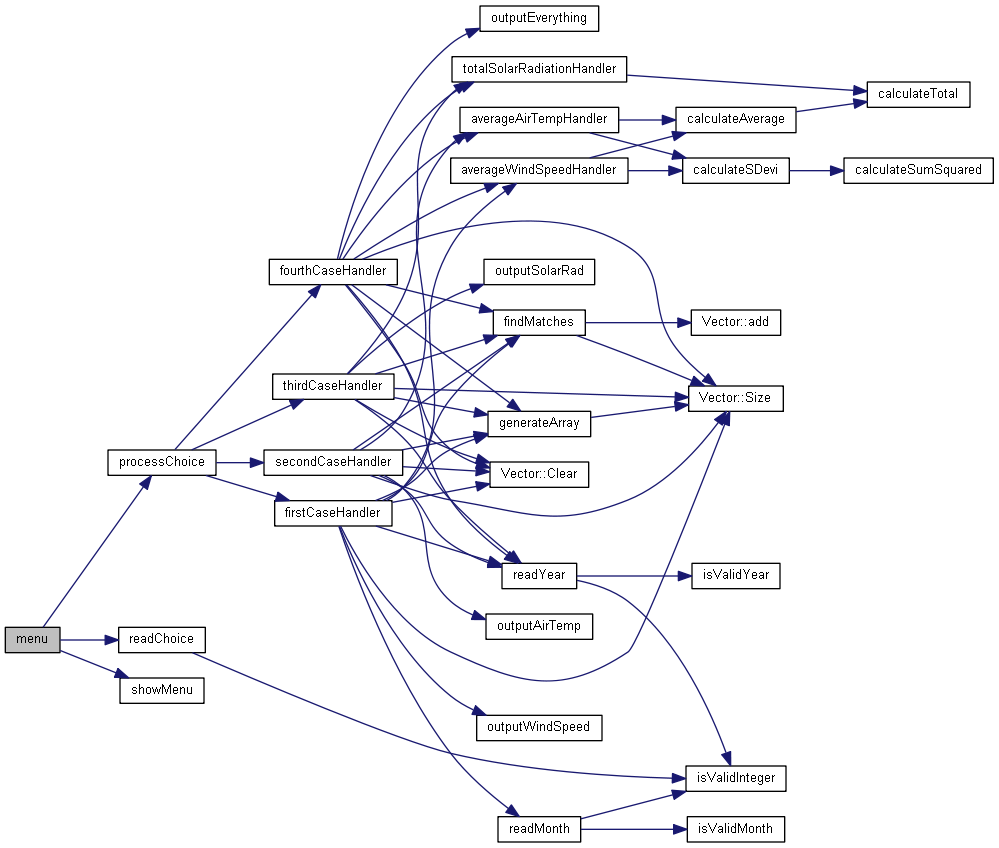 outputEverything
totalSolarRadiationHandler
calculateTotal
averageAirTempHandler
calculateAverage
averageWindSpeedHandler
calculateSDevi
calculateSumSquared
fourthCaseHandler
outputSolarRad
findMatches
Vector::add
thirdCaseHandler
Vector::Size
generateArray
processChoice
secondCaseHandler
Vector::Clear
firstCaseHandler
readYear
isValidYear
outputAirTemp
menu
readChoice
showMenu
outputWindSpeed
isValidInteger
readMonth
isValidMonth